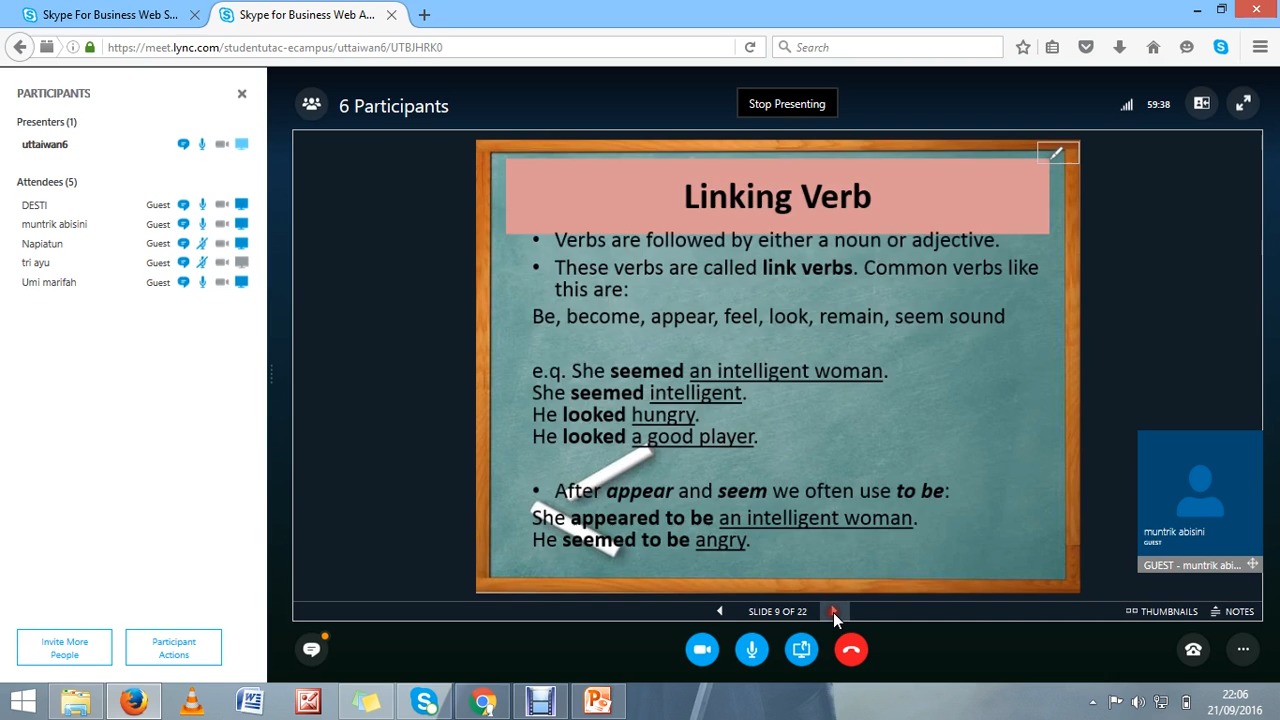 Skype For Business Web S...
Skype for Business Web A...
https://meet.lync.com/studentutac-ecampus/uttaiwan6/UTBJHRK0
Search
PARTICIPANTS
Presenters (1)
uttaiwan6
Attendees (5)
DESTI Guest
muntrik abisini Guest
Napiatun Guest
tri ayu Guest
Umi marifah Guest
Invite More
People
Participant
Actions
6 Participants
Stop Presenting
59:38
Linking Verb
• Verbs are followed by either a noun or adjective.
• These verbs are called link verbs. Common verbs like
this are:
Be, become, appear, feel, look, remain, seem sound
e.q. She seemed an intelligent woman.
She seemed intelligent.
He looked hungry.
He looked a good player.
• After appear and seem we often use to be:
She appeared to be an intelligent woman.
He seemed to be angry.
muntrik abisini
GUEST
GUEST - muntrik abi...
SLIDE 9 OF 22
THUMBNAILS
NOTES
22:06
21/09/2016